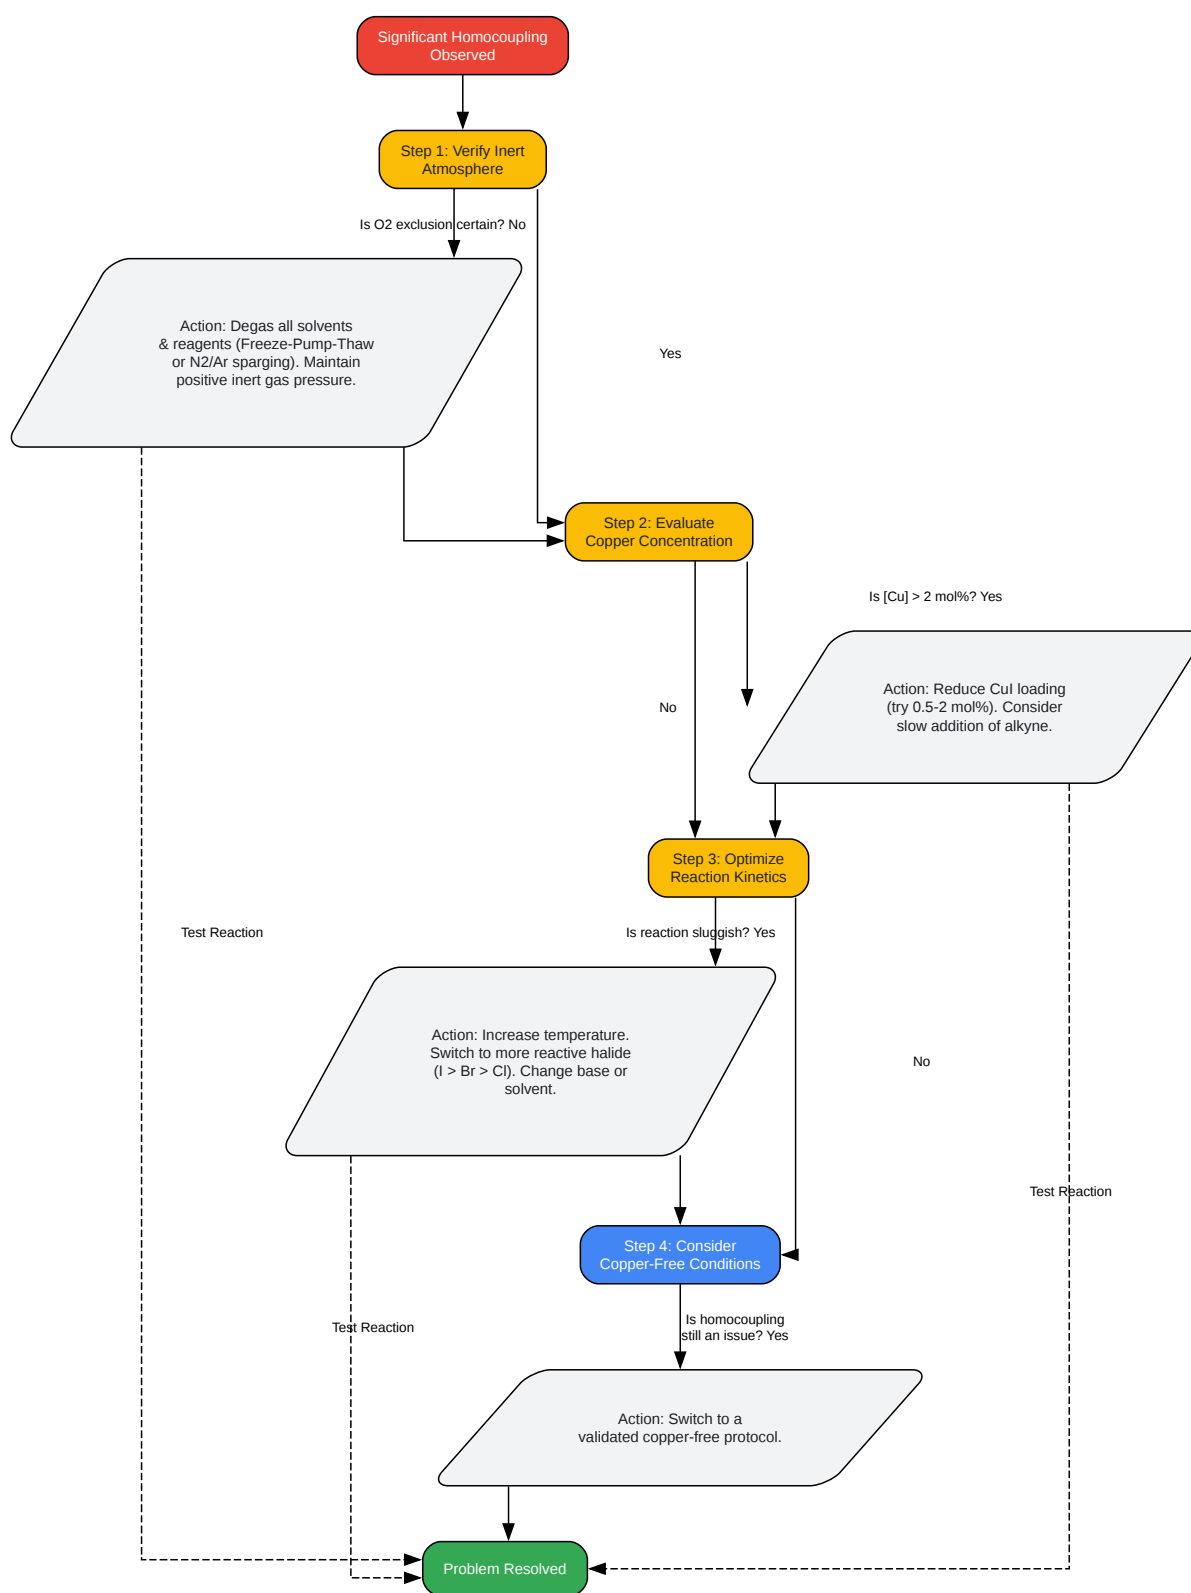 Significant Homocoupling
Observed
Step 1: Verify Inert
Atmosphere
Is O2 exclusion certain? No
Action: Degas all solvents
& reagents (Freeze-Pump-Thaw
or N2/Ar sparging). Maintain
positive inert gas pressure.
Yes
Step 2: Evaluate
Copper Concentration
Is [Cu] > 2 mol%? Yes
Action: Reduce CuI loading
(try 0.5-2 mol%). Consider
slow addition of alkyne.
No
Step 3: Optimize
Reaction Kinetics
Test Reaction
Is reaction sluggish? Yes
Action: Increase temperature.
Switch to more reactive halide
(I > Br > Cl). Change base or
solvent.
No
Test Reaction
Step 4: Consider
Copper-Free Conditions
Test Reaction
Is homocoupling
still an issue? Yes
Action: Switch to a
validated copper-free protocol.
Problem Resolved